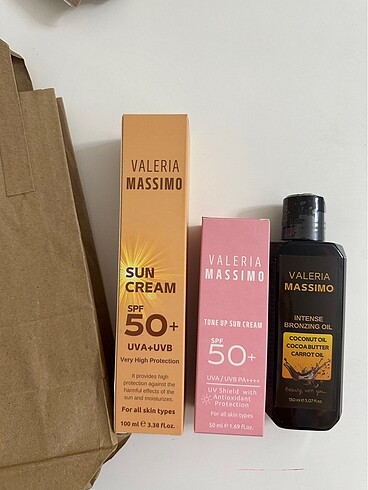 VALERIA
MASSIMO
SUN
CREAM
SPF
50+
UVA+UVB
Very High Protection
It provides high
protection against the
harmful effects of the
sun and moisturizes.
For all skin types
100 ml ℮ 3.38 fl.oz.
VALERIA
MASSIMO
TONE UP SUN CREAM
SPF
50+
UVA / UVB PA++++
UV Shield with
Antioxidant
Protection
For all skin types
50 ml ℮ 1.69 fl.oz.
VALERIA
MASSIMO
INTENSE
BRONZING OIL
COCONUT OIL
COCOA BUTTER
CARROT OIL
150 ml ℮ 5.07 fl.oz